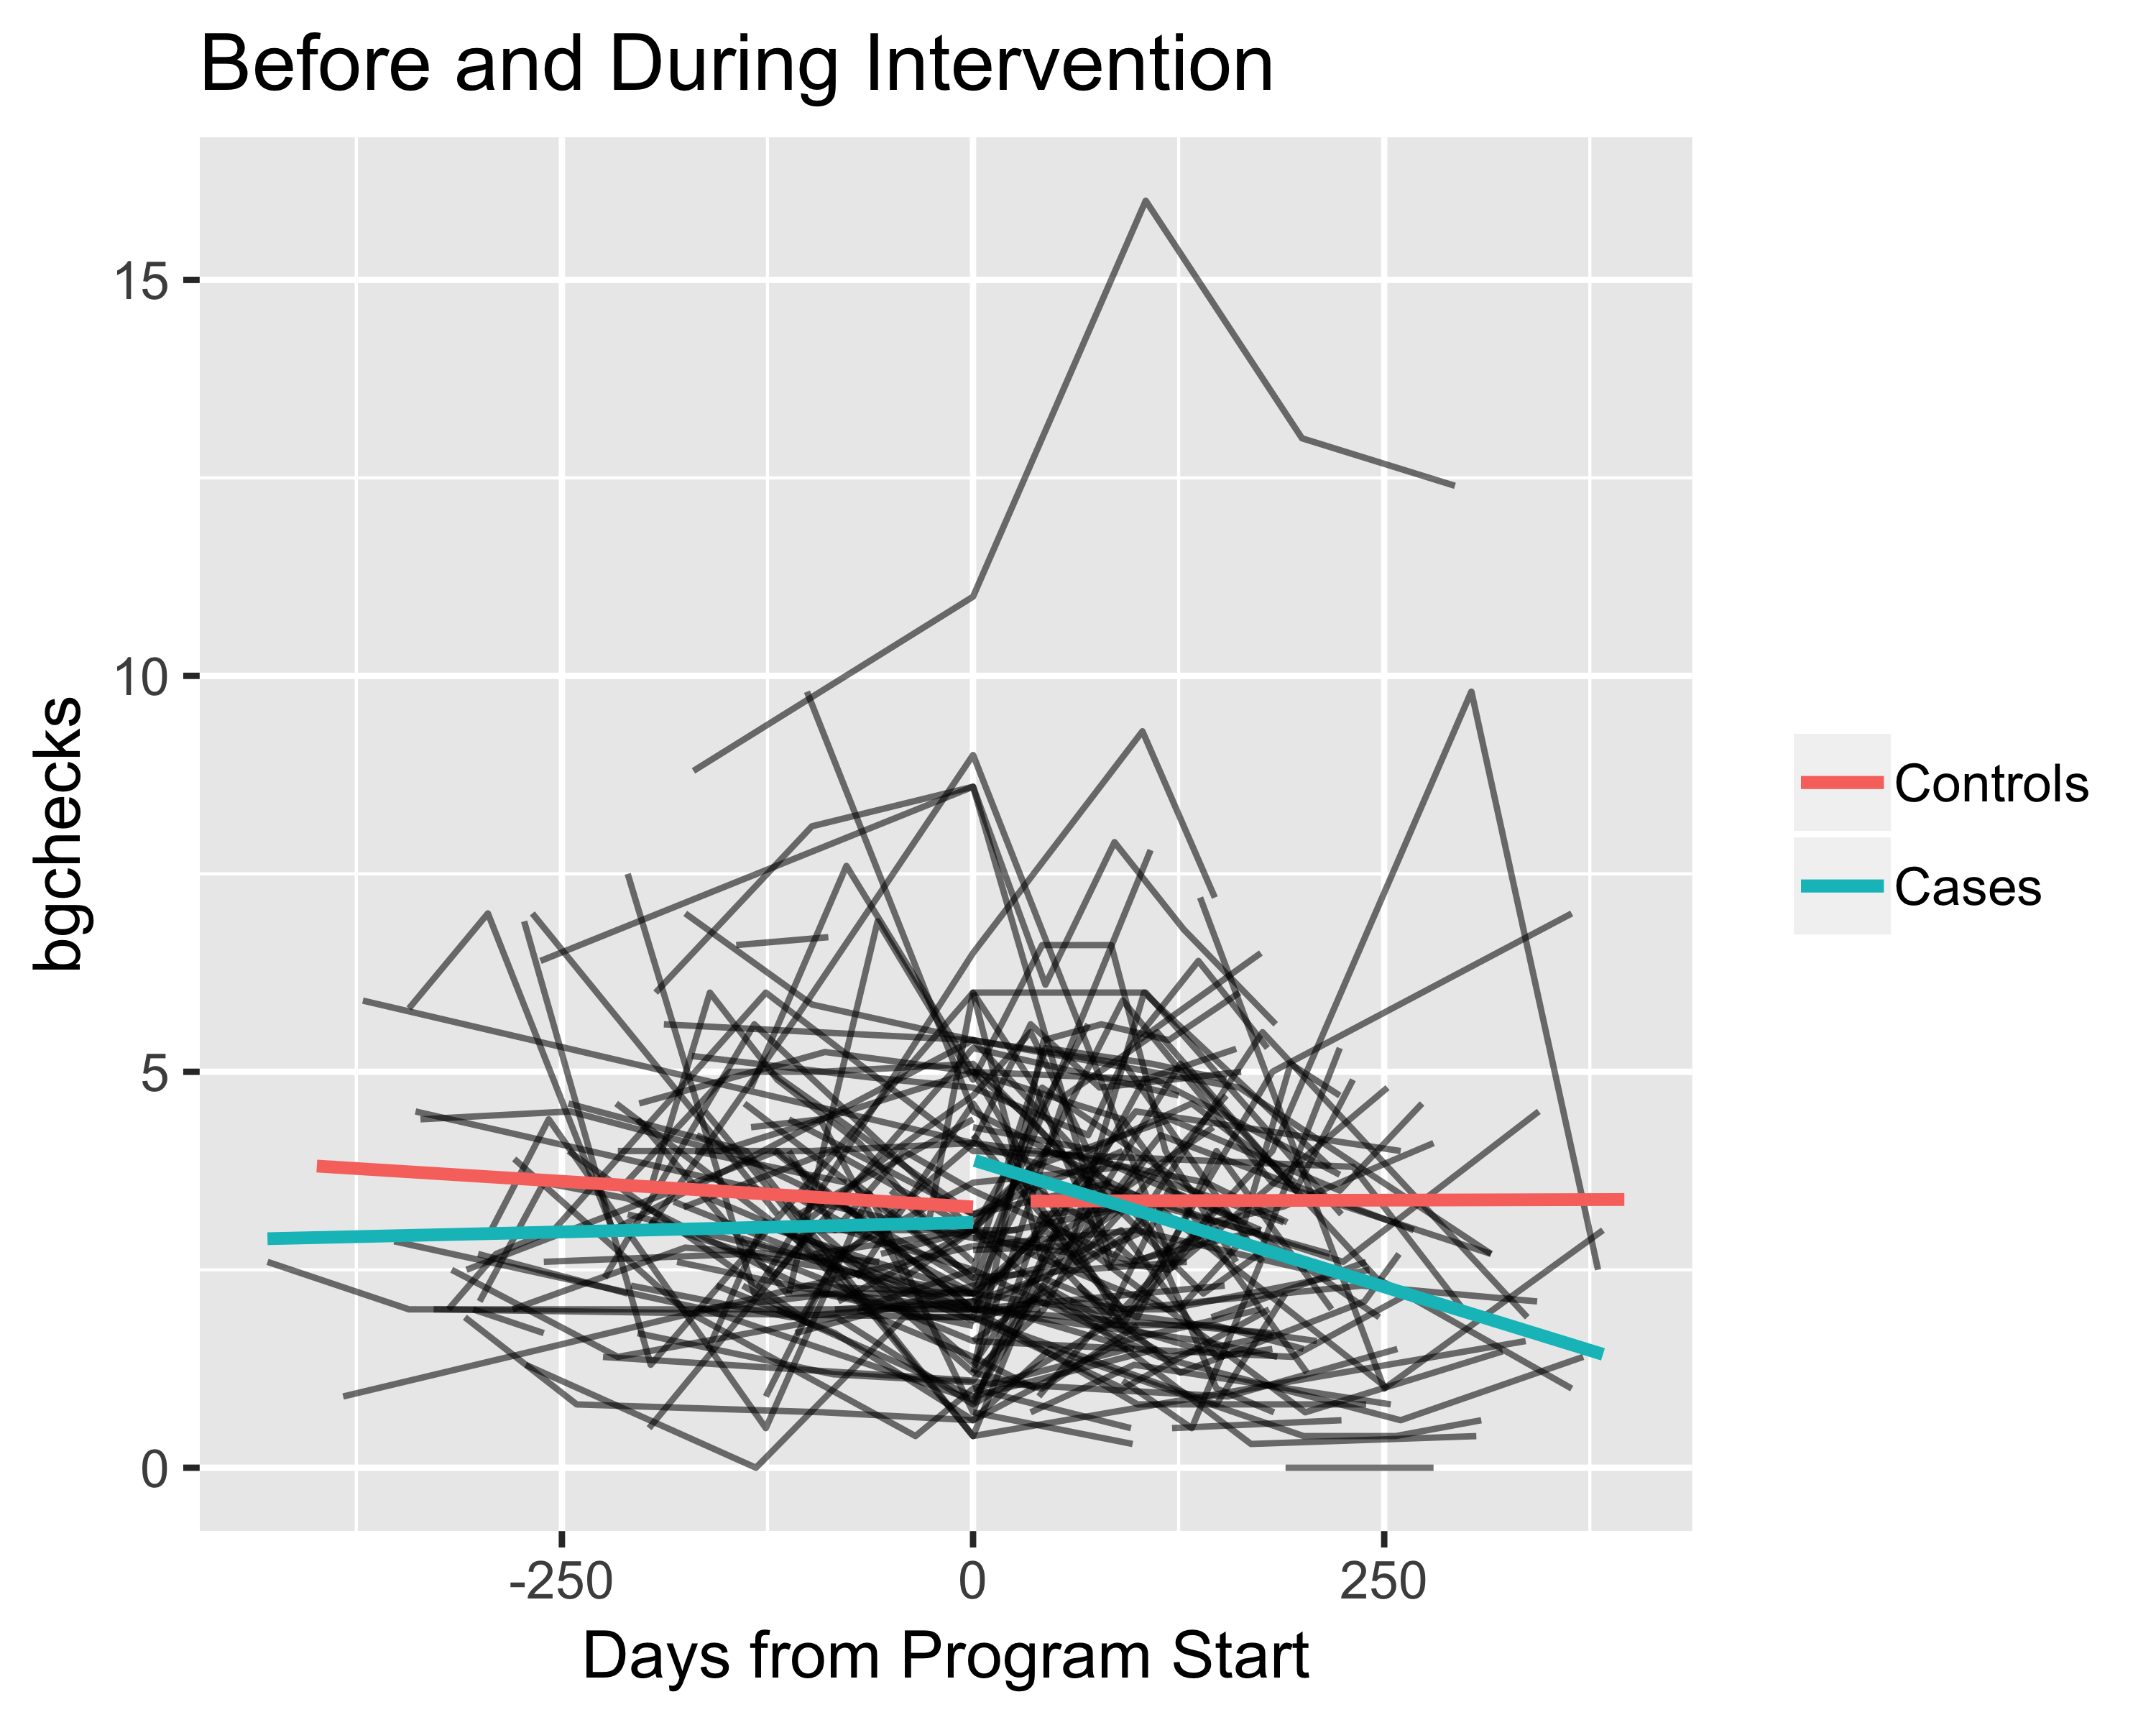 Before and During Intervention
bgchecks
15
10
5
0
-250
0
250
Days from Program Start
Controls
Cases